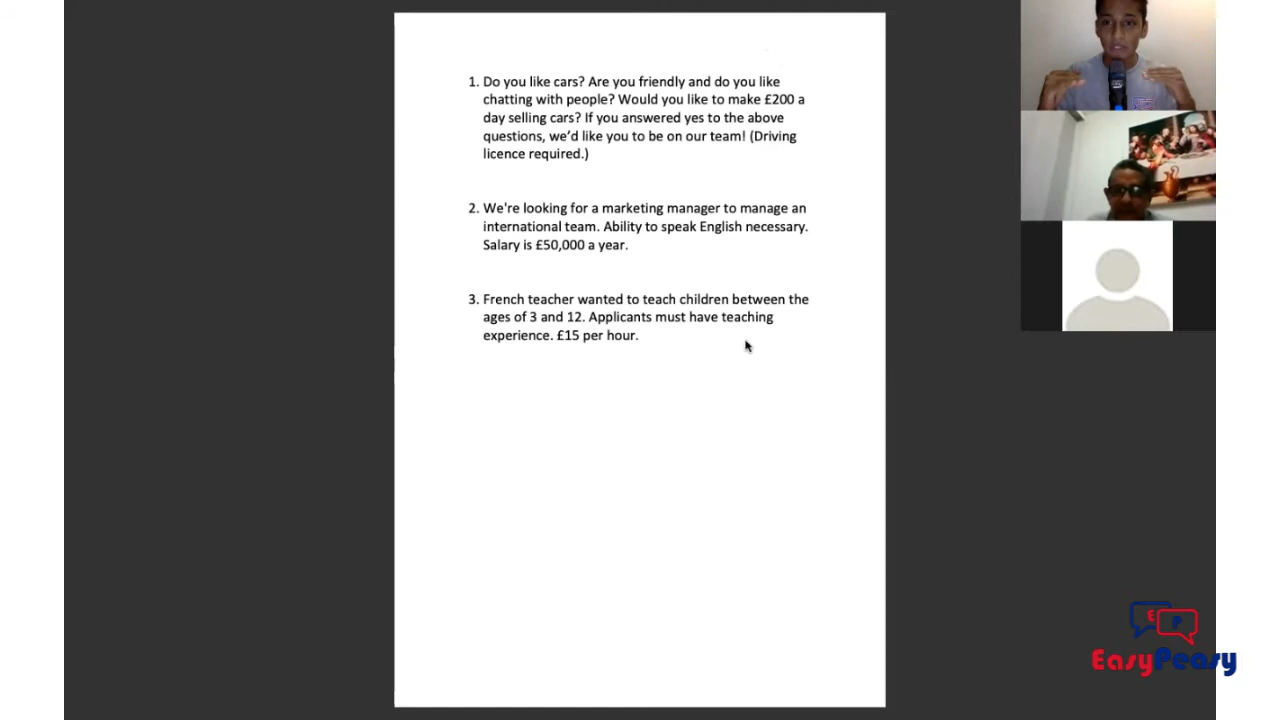 1. Do you like cars? Are you friendly and do you like
chatting with people? Would you like to make £200 a
day selling cars? If you answered yes to the above
questions, we’d like you to be on our team! (Driving
licence required.)
2. We're looking for a marketing manager to manage an
international team. Ability to speak English necessary.
Salary is £50,000 a year.
3. French teacher wanted to teach children between the
ages of 3 and 12. Applicants must have teaching
experience. £15 per hour.
E P
EasyPeasy